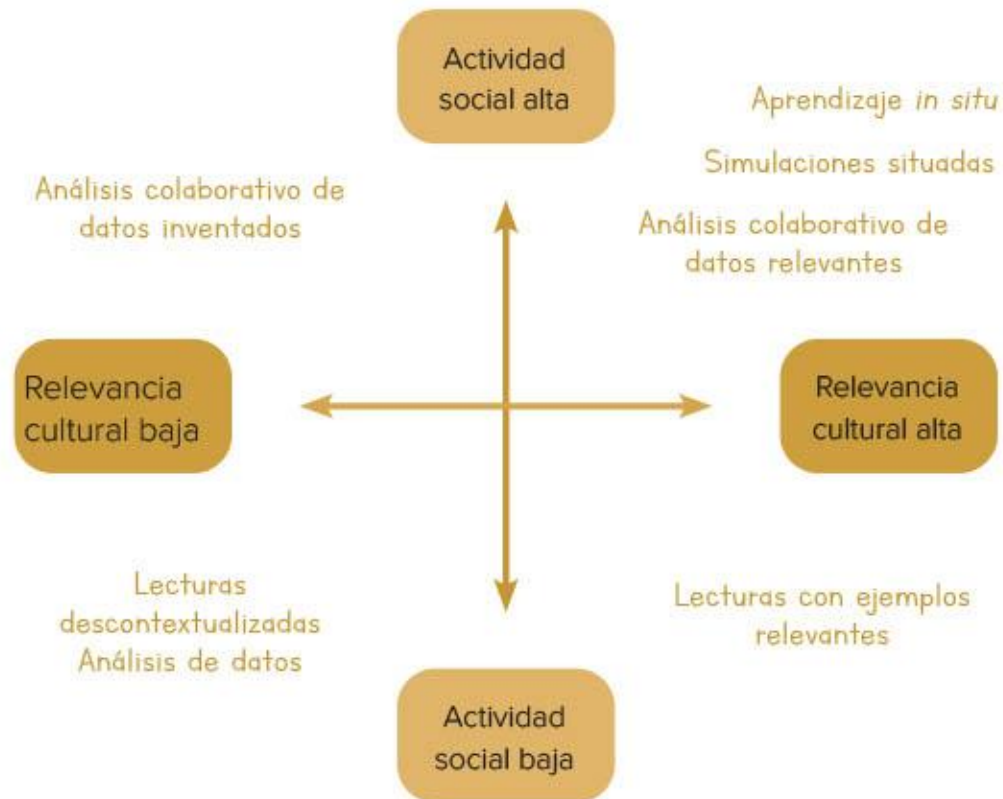 Actividad
social alta
Aprendizaje in situ
Simulaciones situadas
Análisis colaborativo de
datos inventados
Análisis colaborativo de
datos relevantes
Relevancia
cultural baja
Relevancia
cultural alta
Lecturas
descontextualizadas
Análisis de datos
Lecturas con ejemplos
relevantes
Actividad
social baja